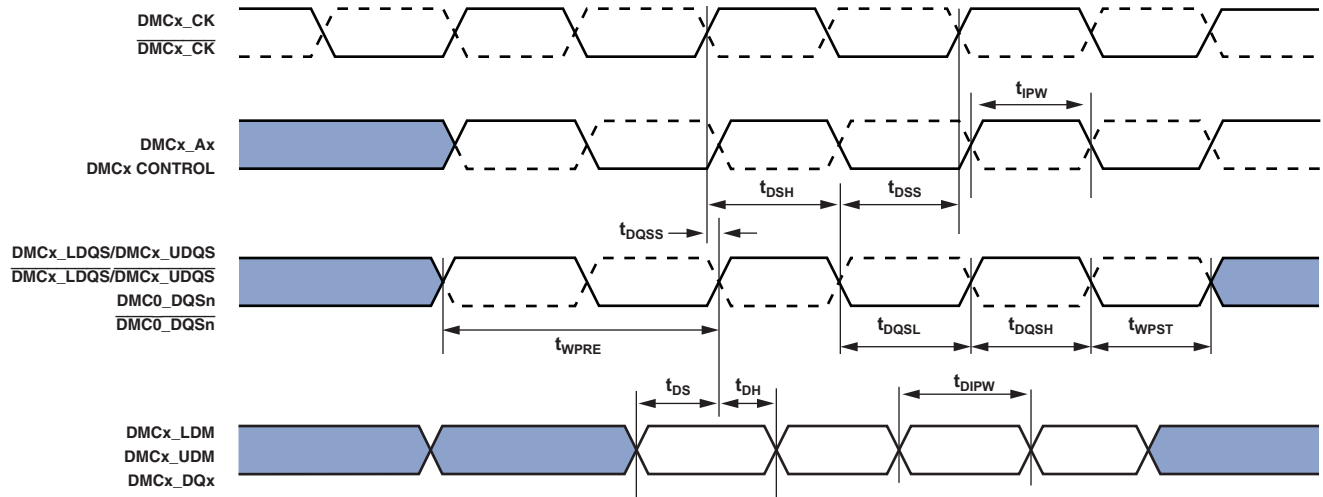 DMCx_CK
DMCx_CK
tIPW
DMCx_Ax
DMCx CONTROL
tDSH
tDSS
tDQSS
DMCx_LDQS/DMCx_UDQS
DMCx_LDQS/DMCx_UDQS
DMC0_DQSn
DMC0_DQSn
tWPRE
tDQSL
tDQSH
tWPST
tDS
tDH
tDIPW
DMCx_LDM
DMCx_UDM
DMCx_DQx